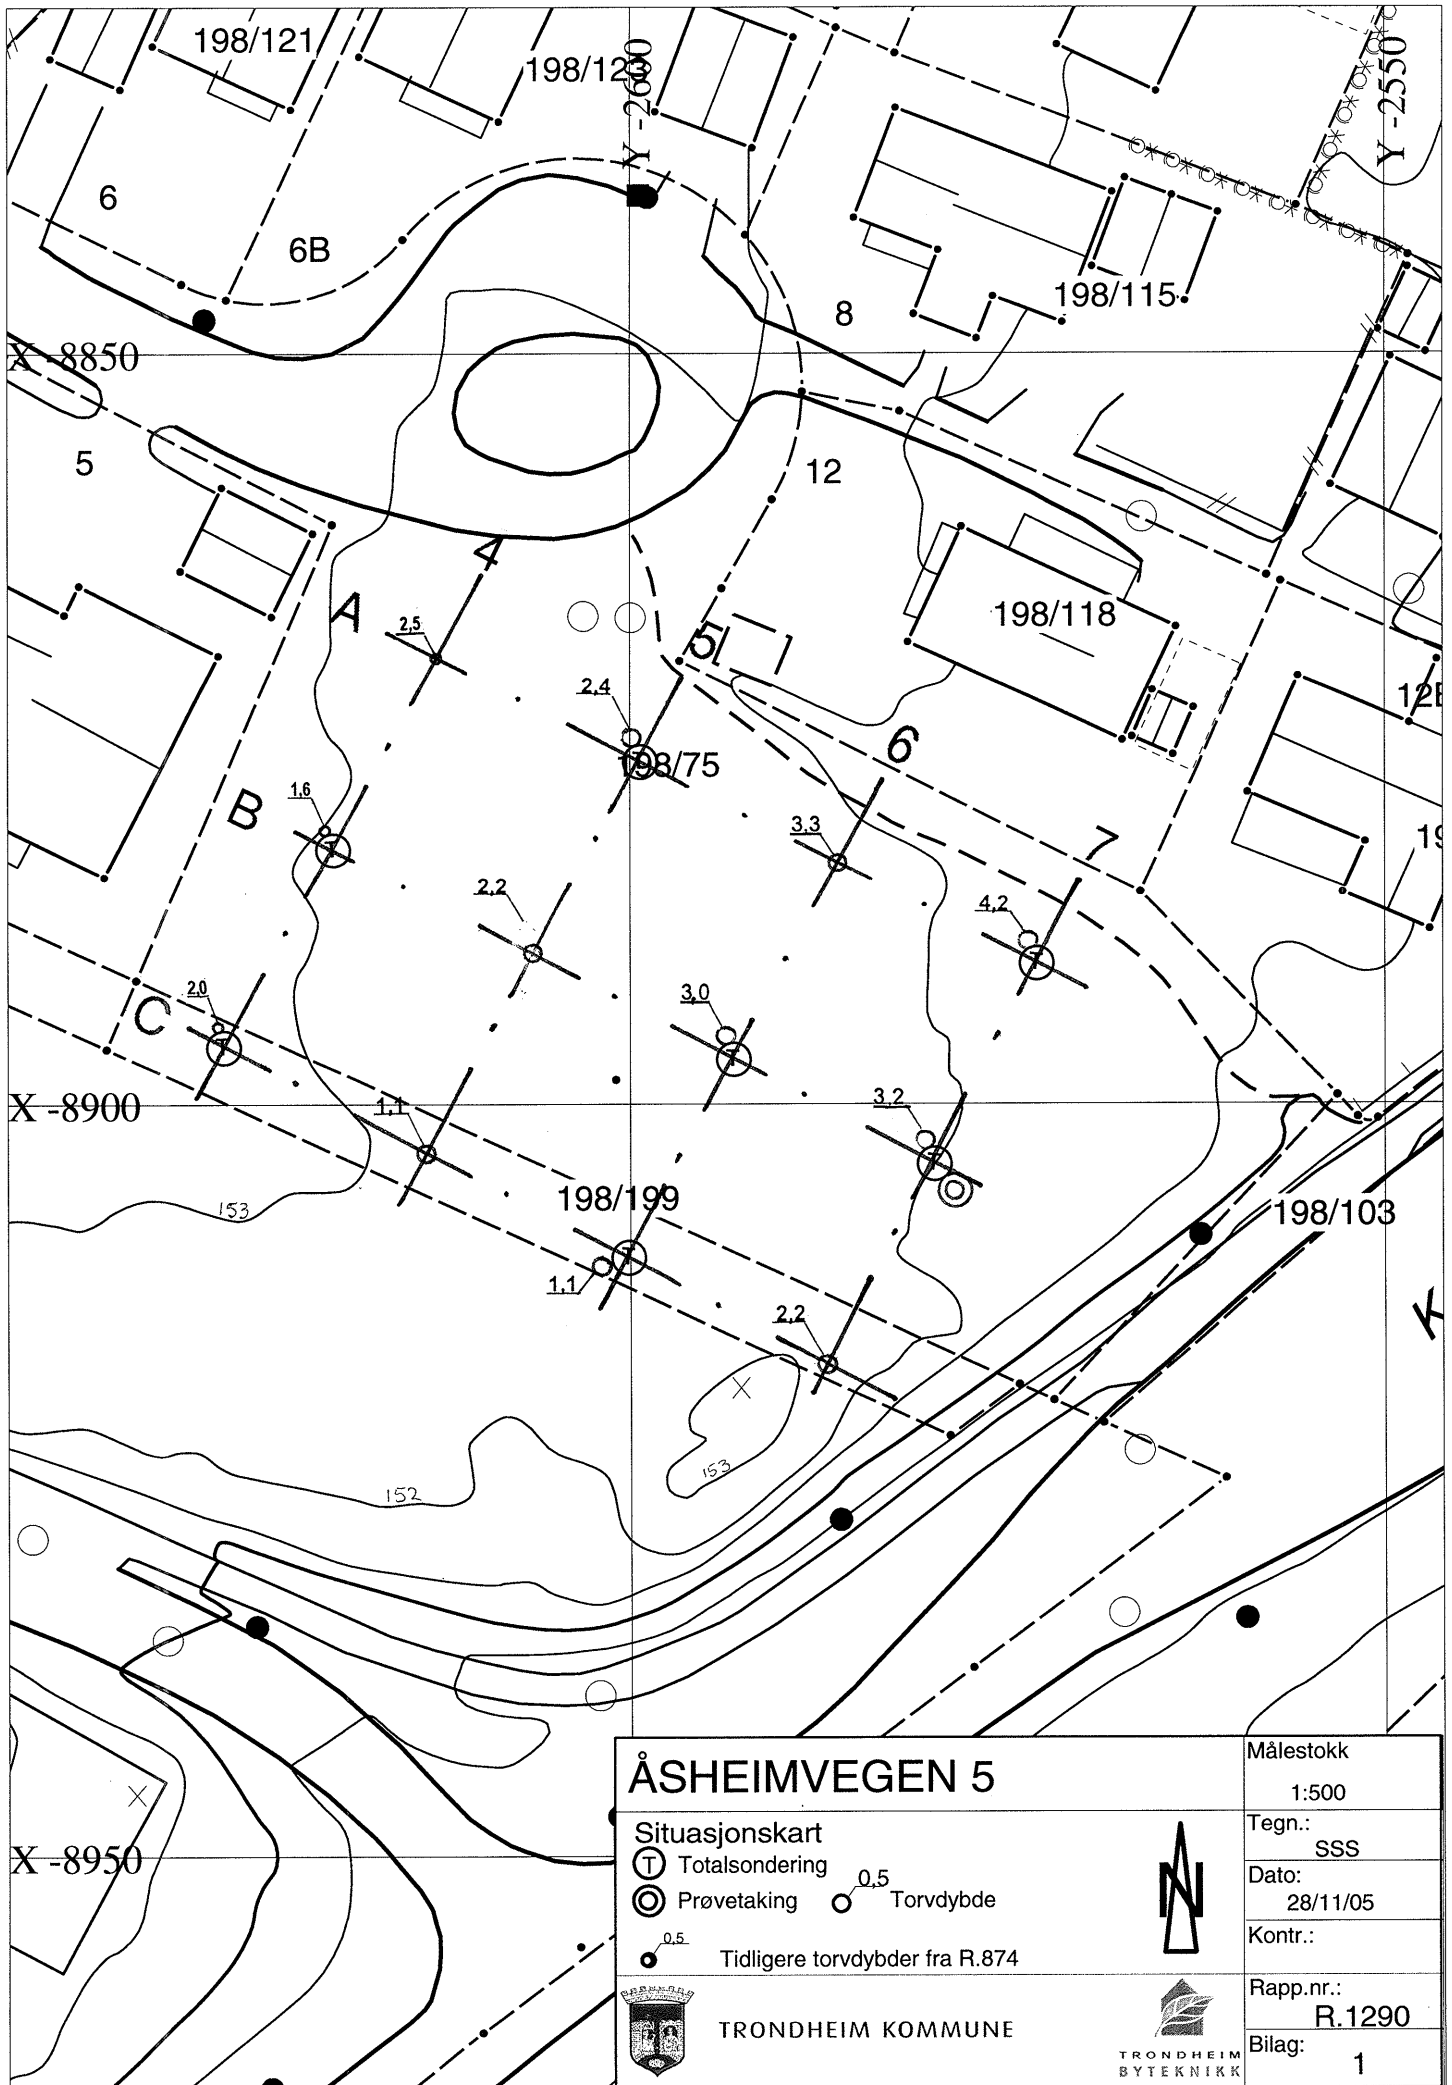 198/121
198/123
Y -2600
Y -2550
6
6B
198/115
8
X -8850
5
12
4
A
2,5
198/118
5
2,4
12B
6
198/75
B
1,6
3,3
7
19
2,2
4,2
C
2,0
3,0
X -8900
1,1
3,2
198/199
198/103
153
1,1
2,2
K
153
152
X -8950
ÅSHEIMVEGEN 5
Målestokk
1:500
Situasjonskart
T Totalsondering
Prøvetaking
0,5 Torvdybde
0,5 Tidligere torvdybder fra R.874
N
Tegn.:
SSS
Dato:
28/11/05
Kontr.:
TRONDHEIM KOMMUNE
TRONDHEIM
BYTEKNIKK
Rapp.nr.:
R.1290
Bilag:
1